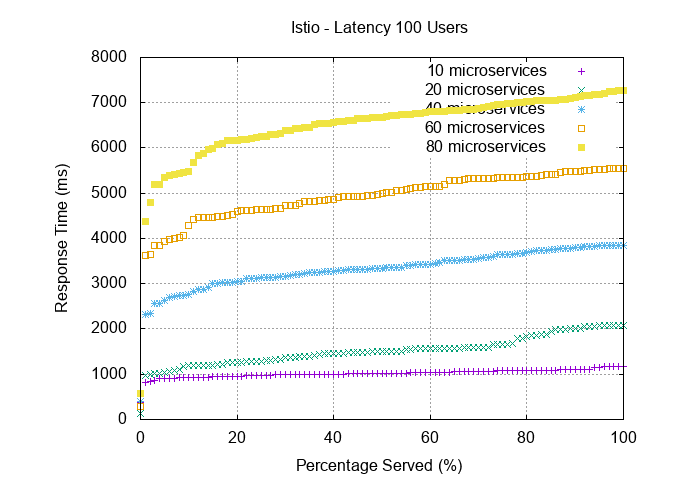 Istio - Latency 100 Users
8000
7000
6000
5000
4000
3000
2000
1000
0
Response Time (ms)
10 microservices
20 microservices
40 microservices
60 microservices
80 microservices
0 20 40 60 80 100
Percentage Served (%)